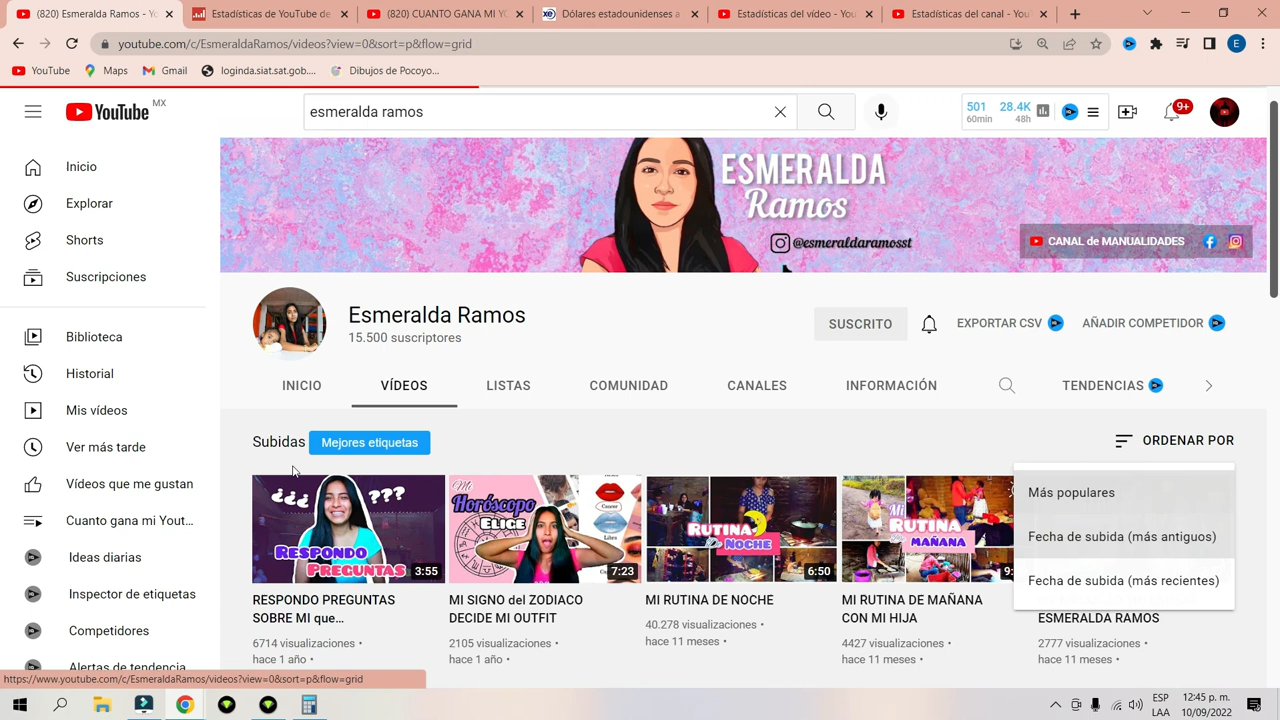 (820) Esmeralda Ramos - Y
Estadísticas de YouTube de
(820) CUANTO GANA MI YO
Dólares estadounidenses a
Estadísticas del vídeo - You
Estadísticas del canal - You
youtube.com/c/EsmeraldaRamos/videos?view=0&sort=p&flow=grid
E
YouTube
Maps
Gmail
loginda.siat.sat.gob....
Dibujos de Pocoyo...
YouTube MX
esmeralda ramos
501 28.4K
60min 48h
9+
Inicio
Explorar
Shorts
Suscripciones
Biblioteca
Historial
Mis vídeos
Ver más tarde
Vídeos que me gustan
Cuanto gana mi Yout...
Ideas diarias
Inspector de etiquetas
Competidores
Alertas de tendencia
ESMERALDA
Ramos
@esmeraldaramosst
CANAL de MANUALIDADES
Esmeralda Ramos
15.500 suscriptores
SUSCRITO
EXPORTAR CSV
AÑADIR COMPETIDOR
INICIO
VÍDEOS
LISTAS
COMUNIDAD
CANALES
INFORMACIÓN
TENDENCIAS
Subidas
Mejores etiquetas
ORDENAR POR
Más populares
Fecha de subida (más antiguos)
Fecha de subida (más recientes)
¿¿¿ ???
RESPONDO
PREGUNTAS
3:55
Mi
Horóscopo
ELIGE
7:23
RUTINA
DE NOCHE
6:50
Mi
RUTINA
MAÑANA
9:
RESPONDO PREGUNTAS
SOBRE MI que...
6714 visualizaciones •
hace 1 año •
MI SIGNO del ZODIACO
DECIDE MI OUTFIT
2105 visualizaciones •
hace 1 año •
MI RUTINA DE NOCHE
40.278 visualizaciones •
hace 11 meses •
MI RUTINA DE MAÑANA
CON MI HIJA
4427 visualizaciones •
hace 11 meses •
ESMERALDA RAMOS
2777 visualizaciones •
hace 11 meses •
https://www.youtube.com/c/EsmeraldaRamos/videos?view=0&sort=p&flow=grid
ESP
LAA
12:45 p. m.
10/09/2022